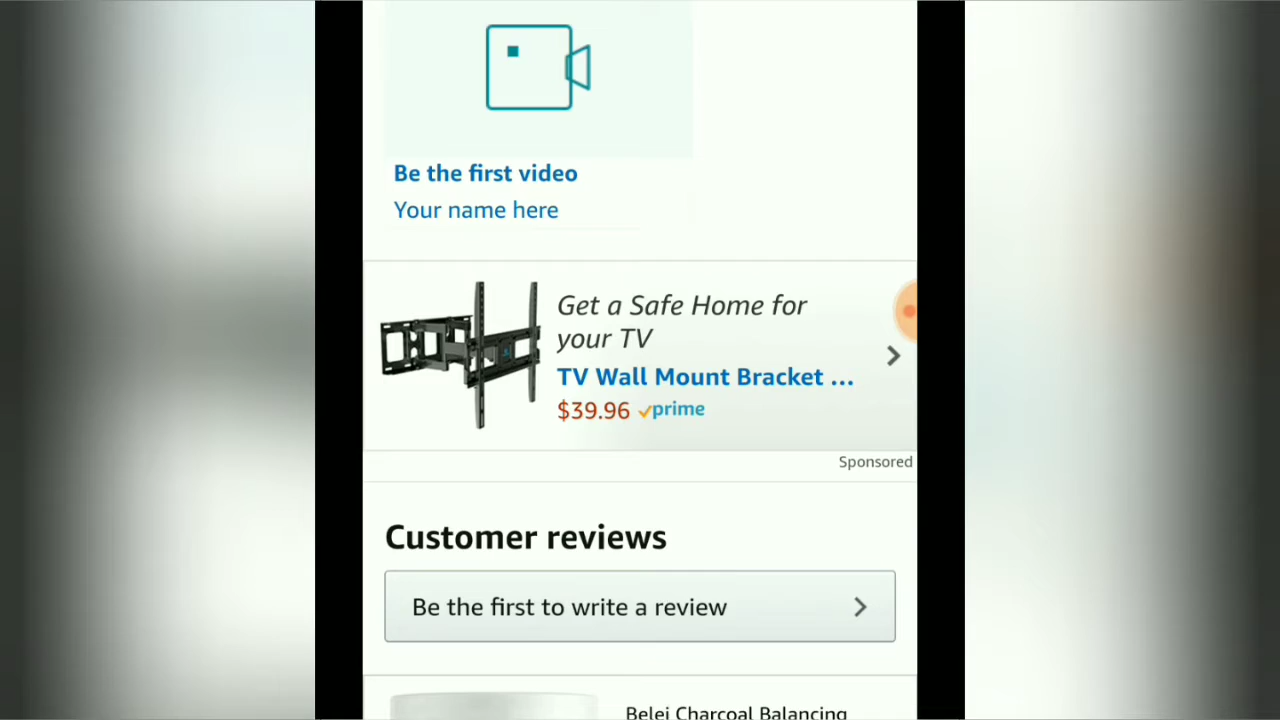 Be the first video
Your name here
Get a Safe Home for
your TV
TV Wall Mount Bracket ...
$39.96 prime
Sponsored
Customer reviews
Be the first to write a review
Belei Charcoal Balancing